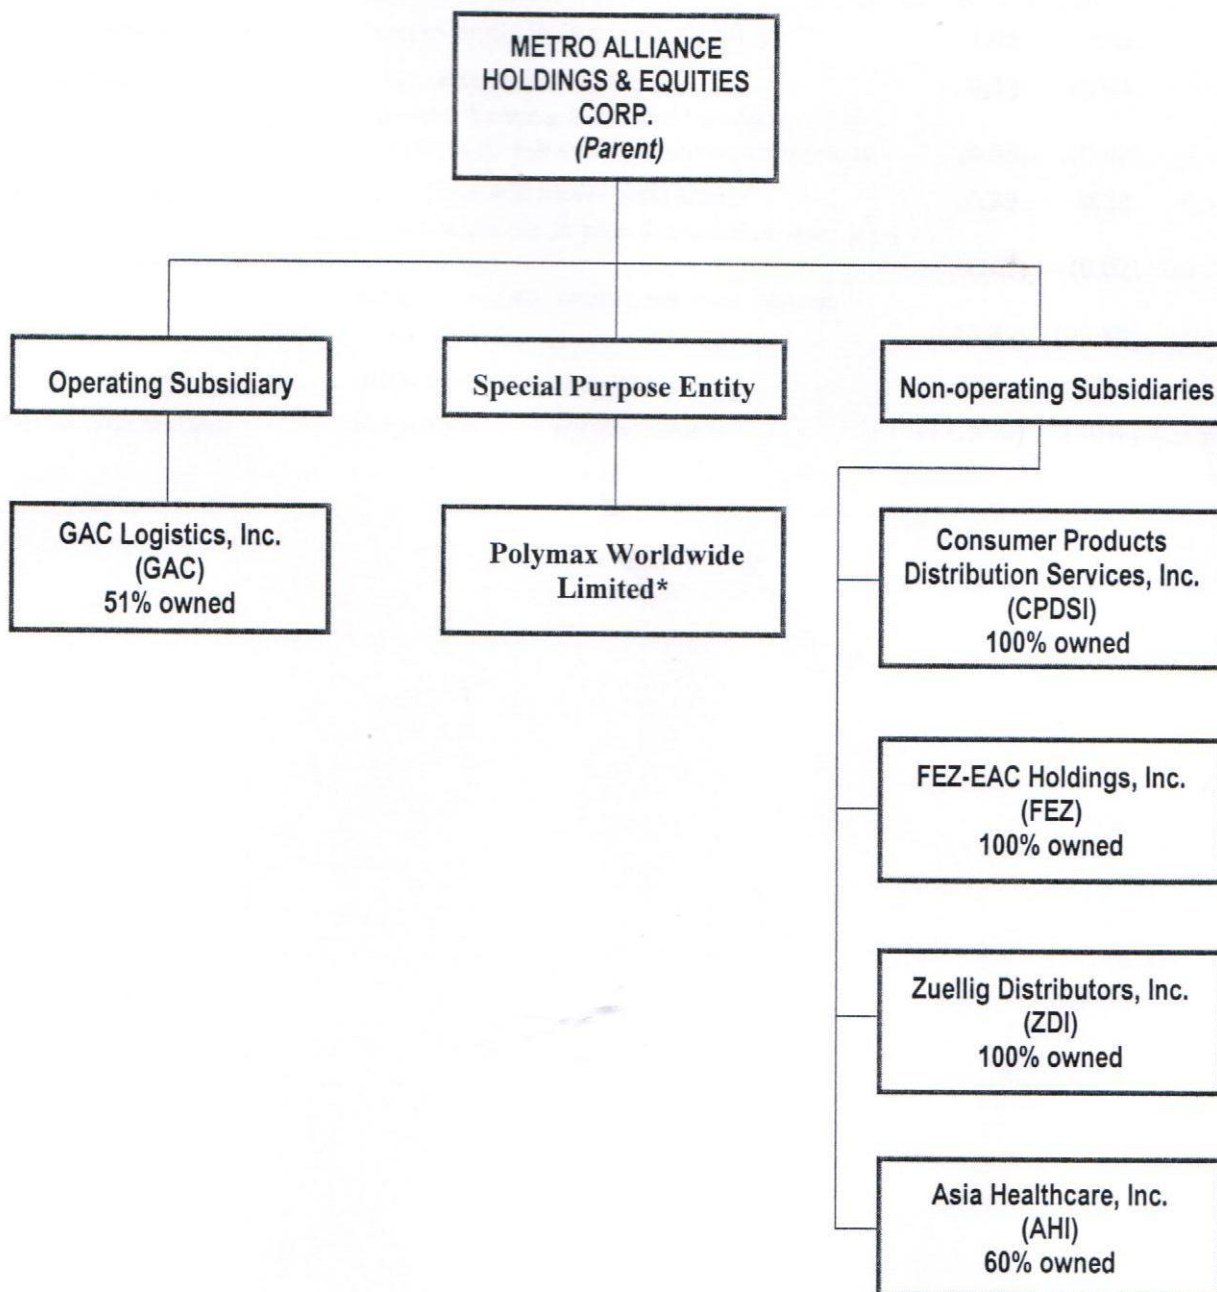 METRO ALLIANCE
HOLDINGS & EQUITIES
CORP.
(Parent)
Operating Subsidiary
Special Purpose Entity
Non-operating Subsidiaries
GAC Logistics, Inc.
(GAC)
51% owned
Polymax Worldwide
Limited*
Consumer Products
Distribution Services, Inc.
(CPDSI)
100% owned
FEZ-EAC Holdings, Inc.
(FEZ)
100% owned
Zuellig Distributors, Inc.
(ZDI)
100% owned
Asia Healthcare, Inc.
(AHI)
60% owned